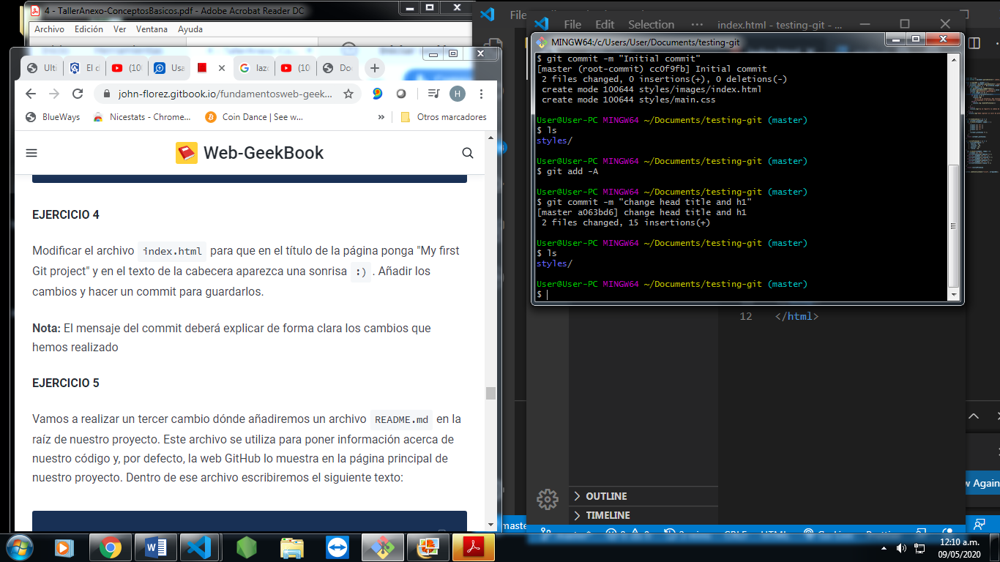 4 - TallerAnexo-ConceptosBasicos.pdf - Adobe Acrobat Reader DC
Archivo Edición Ver Ventana Ayuda
Ulti
El d
(10
Usa
lazo
(10
Do
john-florez.gitbook.io/fundamentosweb-geek...
H
BlueWays
Nicestats - Chrome...
Coin Dance | See w...
»
Otros marcadores
Web-GeekBook
EJERCICIO 4
Modificar el archivo index.html para que en el título de la página ponga "My first
Git project" y en el texto de la cabecera aparezca una sonrisa :) . Añadir los
cambios y hacer un commit para guardarlos.
Nota: El mensaje del commit deberá explicar de forma clara los cambios que
hemos realizado
EJERCICIO 5
Vamos a realizar un tercer cambio dónde añadiremos un archivo README.md en la
raíz de nuestro proyecto. Este archivo se utiliza para poner información acerca de
nuestro código y, por defecto, la web GitHub lo muestra en la página principal de
nuestro proyecto. Dentro de ese archivo escribiremos el siguiente texto:
File
File Edit Selection ··· index.html - testing-git - ...
MINGW64:/c/Users/User/Documents/testing-git
$ git commit -m "Initial commit"
[master (root-commit) cc0f9fb] Initial commit
2 files changed, 0 insertions(+), 0 deletions(-)
create mode 100644 styles/images/index.html
create mode 100644 styles/main.css
User@User-PC MINGW64 ~/Documents/testing-git (master)
$ ls
styles/
User@User-PC MINGW64 ~/Documents/testing-git (master)
$ git add -A
User@User-PC MINGW64 ~/Documents/testing-git (master)
$ git commit -m "change head title and h1"
[master a063bd6] change head title and h1
2 files changed, 15 insertions(+)
User@User-PC MINGW64 ~/Documents/testing-git (master)
$ ls
styles/
User@User-PC MINGW64 ~/Documents/testing-git (master)
$
12 </html>
OUTLINE
TIMELINE
w Again
maste
12:10 a.m.
09/05/2020